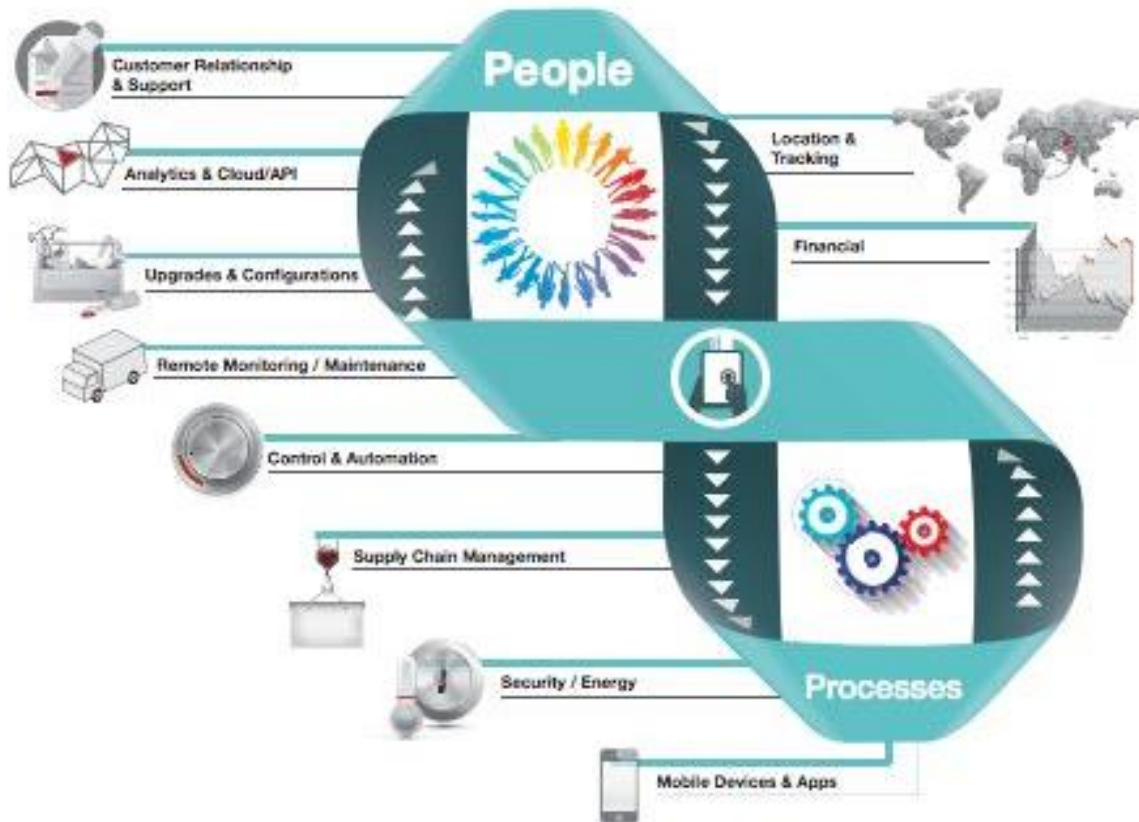 People
Customer Relationship
& Support
Location &
Tracking
Analytics & Cloud/API
Financial
Upgrades & Configurations
Remote Monitoring / Maintenance
Control & Automation
Supply Chain Management
Security / Energy
Processes
Mobile Devices & Apps